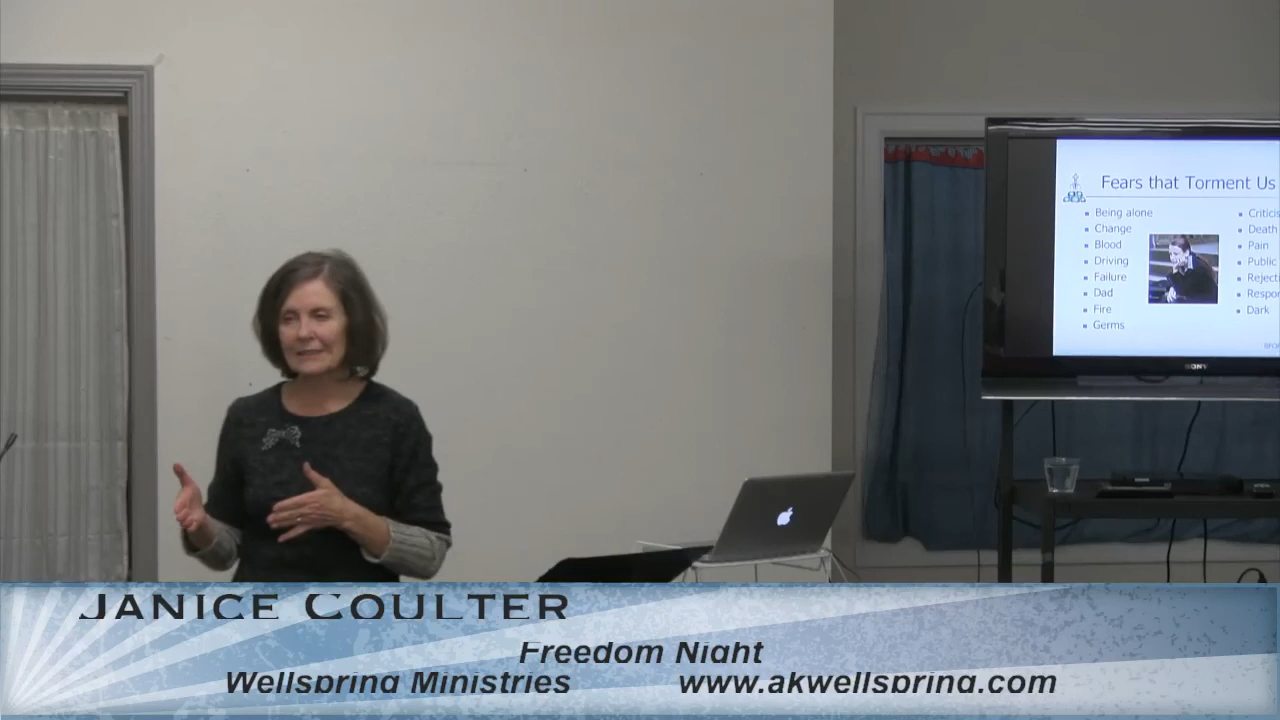 Fears that Torment Us
Being alone
Change
Blood
Driving
Failure
Dad
Fire
Germs
Death
Pain
Public
Dark
SONY
JANICE COULTER
Freedom Night
Wellspring Ministries www.akwellspring.com